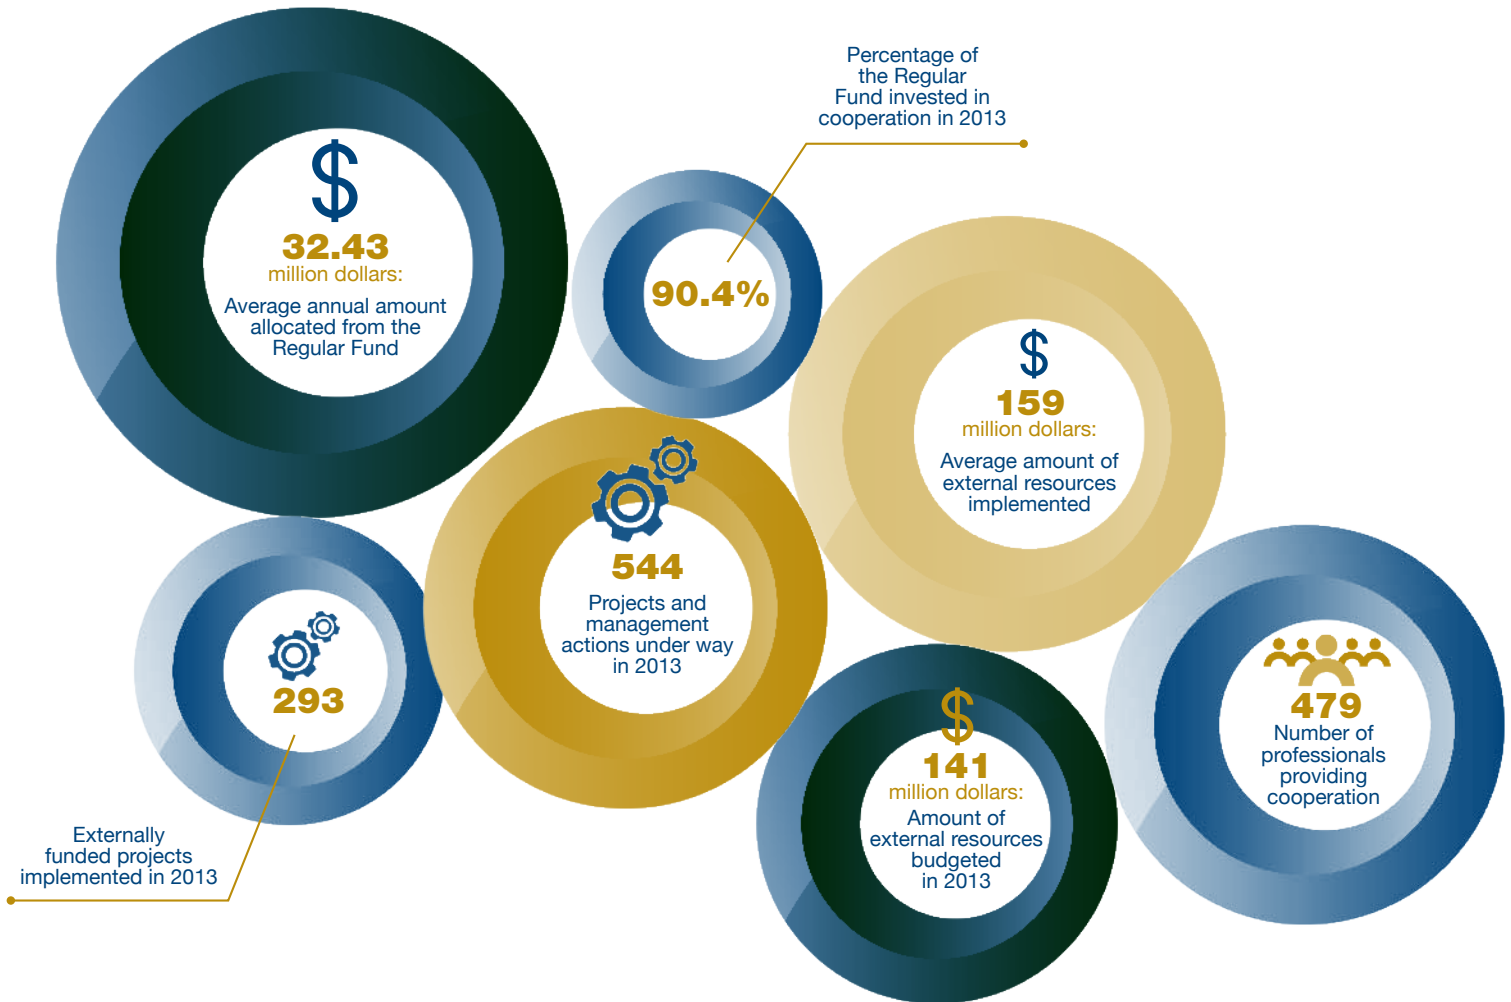 Percentage of
the Regular
Fund invested in
cooperation in 2013
$
32.43
million dollars:
Average annual amount
allocated from the
Regular Fund
90.4%
$
159
million dollars:
Average amount of
external resources
implemented
544
Projects and
management
actions under way
in 2013
293
Externally
funded projects
implemented in 2013
$
141
million dollars:
Amount of
external resources
budgeted
in 2013
479
Number of
professionals
providing
cooperation